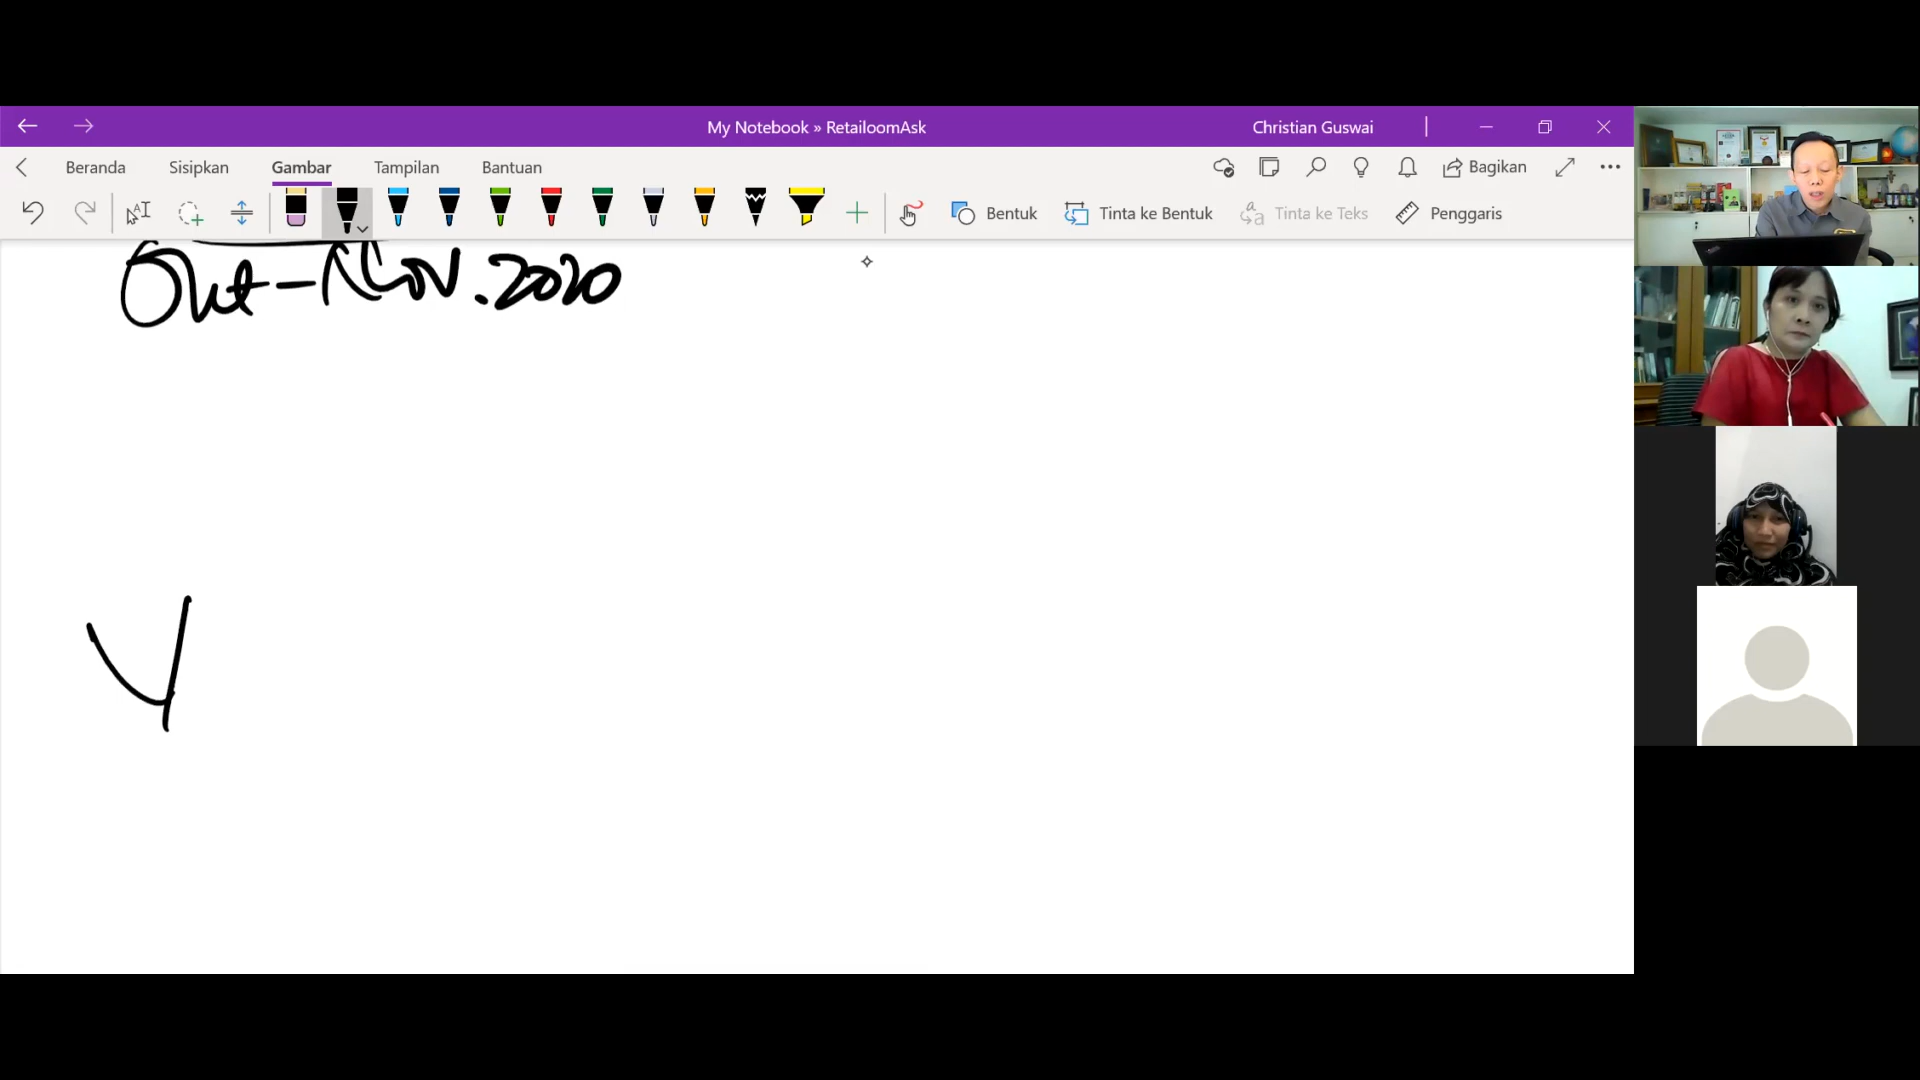 My Notebook » RetailoomAsk
Christian Guswai
Beranda
Sisipkan
Gambar
Tampilan
Bantuan
Bagikan
Bentuk
Tinta ke Bentuk
Tinta ke Teks
Penggaris
Out-Nov.2020